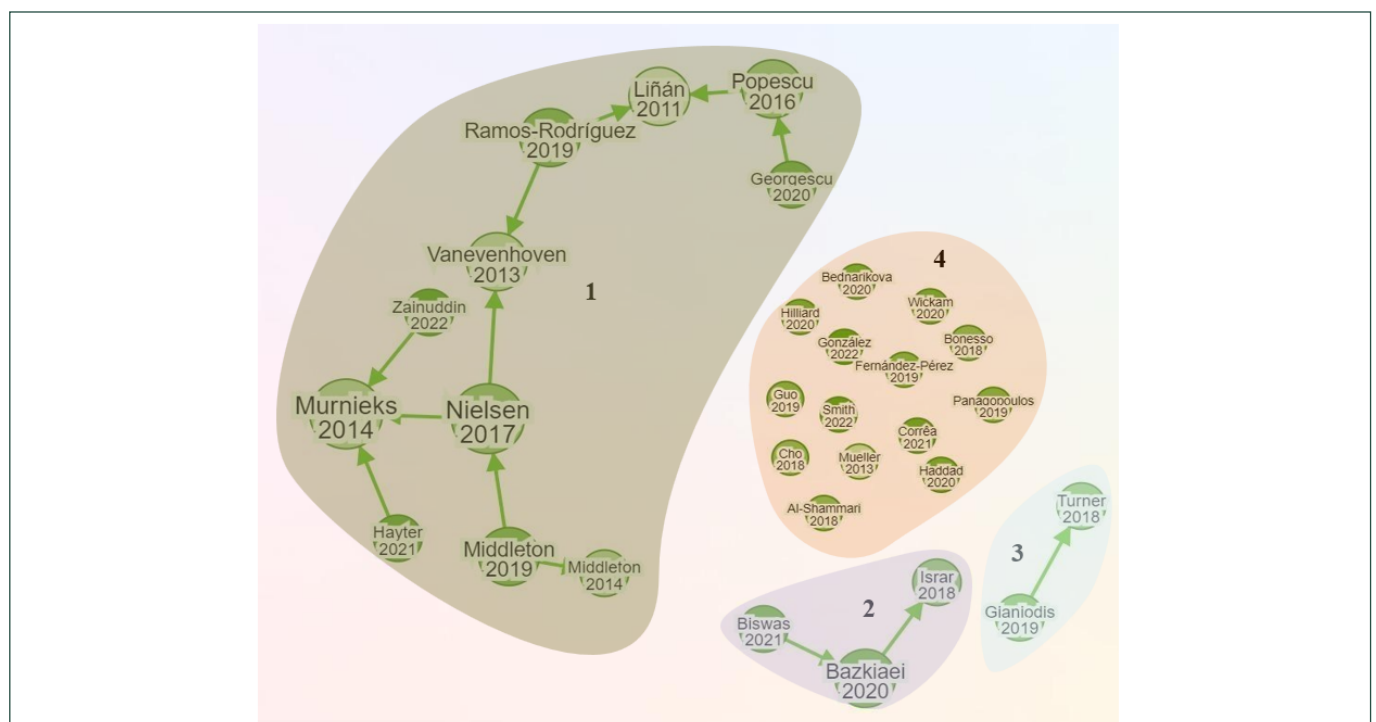 Liñán
2011
Popescu
2016
Ramos-Rodríguez
2019
Georgescu
2020
Vanevenhoven
2013
Zainuddin
2022
1
Murnieks
2014
Nielsen
2017
Hayter
2021
Middleton
2019
Middleton
2014
4
Bednarikova
2020
Wickam
2020
Hilliard
2020
González
2022
Bonesso
2018
Fernández-Pérez
2019
Guo
2019
Smith
2022
Panagopoulos
2019
Corrêa
2021
Cho
2018
Mueller
2013
Haddad
2020
Al-Shammari
2018
3
Turner
2018
Gianiodis
2019
2
Israr
2018
Biswas
2021
Bazkiaei
2020